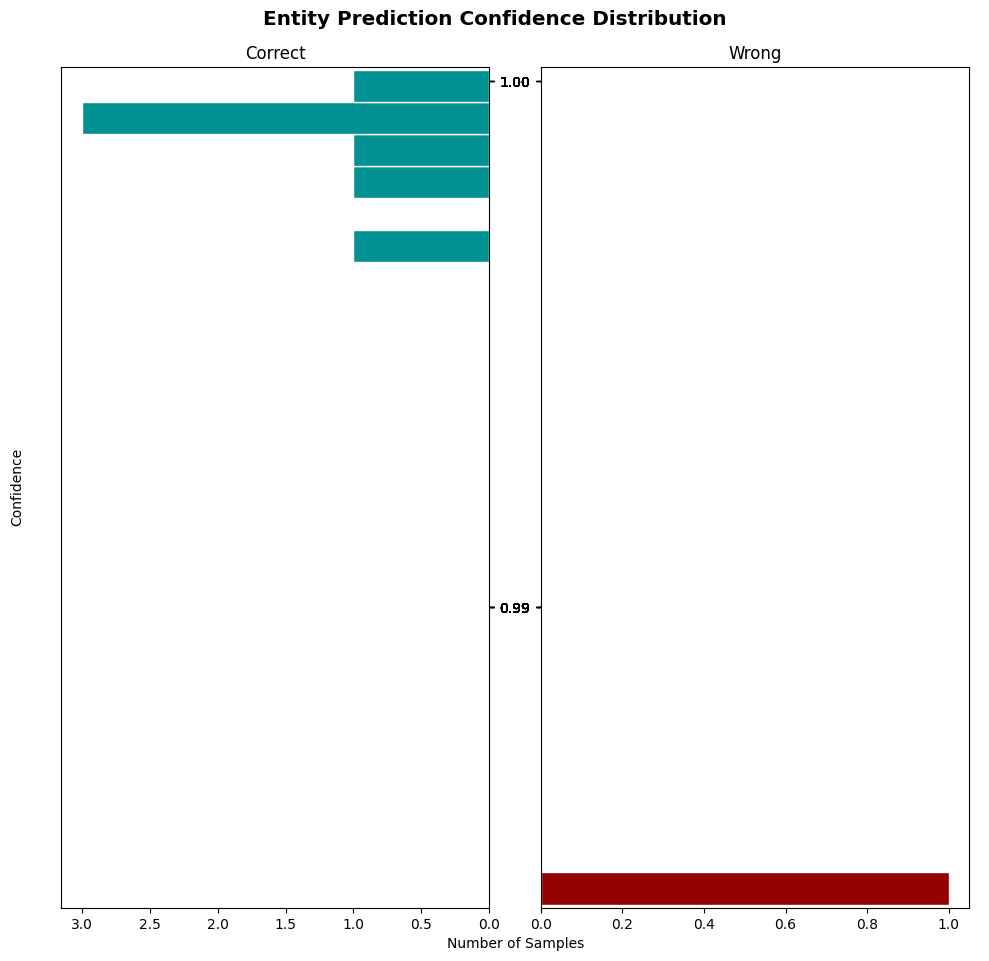 Entity Prediction Confidence Distribution
Correct
Wrong
1.00
0.99
Confidence
3.0 2.5 2.0 1.5 1.0 0.5 0.0
0.0 0.2 0.4 0.6 0.8 1.0
Number of Samples